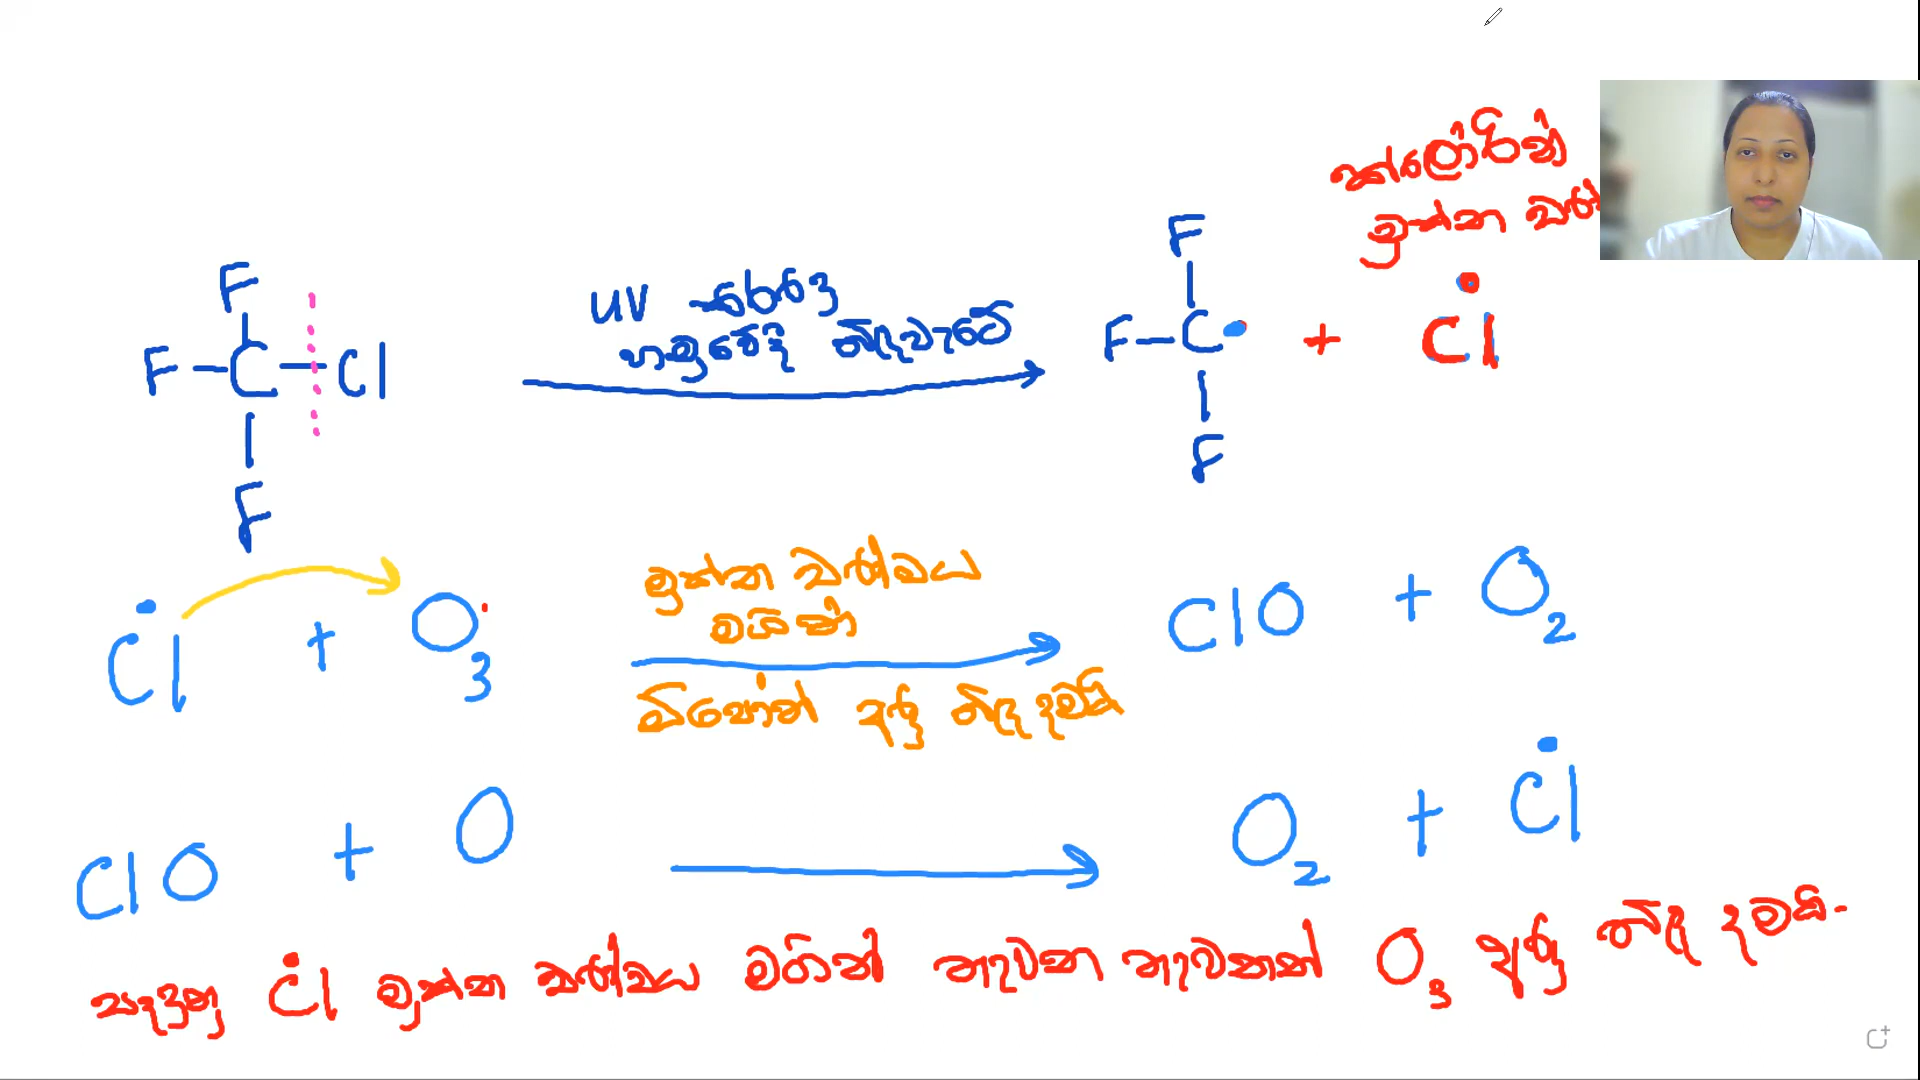 ක්ලෝරීන්
මුක්ත ඛණ්
F
F
UV කිරණ
හමුවේදී බිඳවැටේ
F – C – Cl
F – C• + Cl•
F
F
මුක්ත ඛණ්ඩය
මගින්
Cl• + O3 → ClO + O2
ඕසෝන් අණු බිඳ දමයි
ClO + O → O2 + Cl•
සෑදුනු Cl• මුක්ත ඛණ්ඩය මගින් නැවත නැවතත් O3 අණු බිඳ දමයි.